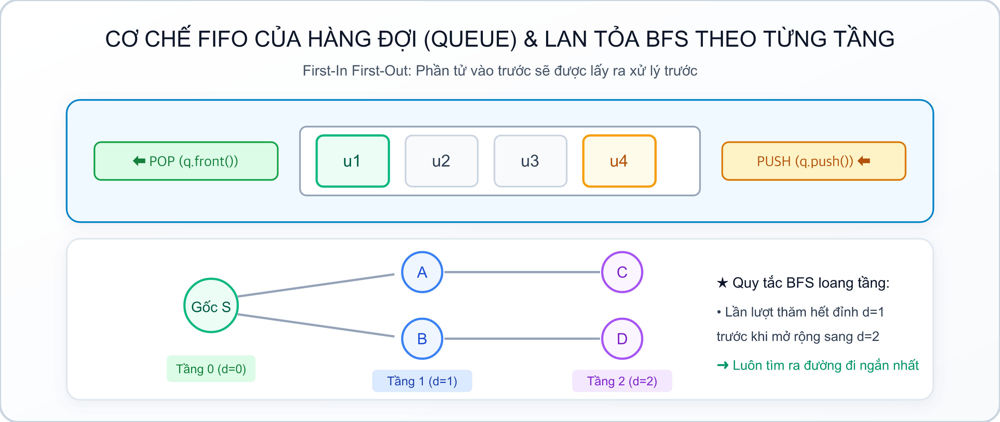 CƠ CHẾ FIFO CỦA HÀNG ĐỢI (QUEUE) & LAN TỎA BFS THEO TỪNG TẦNG
First-In First-Out: Phần tử vào trước sẽ được lấy ra xử lý trước
⬅ POP (q.front())
u1
u2
u3
u4
PUSH (q.push()) ⬅
Gốc S
A
B
C
D
Tầng 0 (d=0)
Tầng 1 (d=1)
Tầng 2 (d=2)
★ Quy tắc BFS loang tầng:
• Lần lượt thăm hết đỉnh d=1
trước khi mở rộng sang d=2
➜ Luôn tìm ra đường đi ngắn nhất